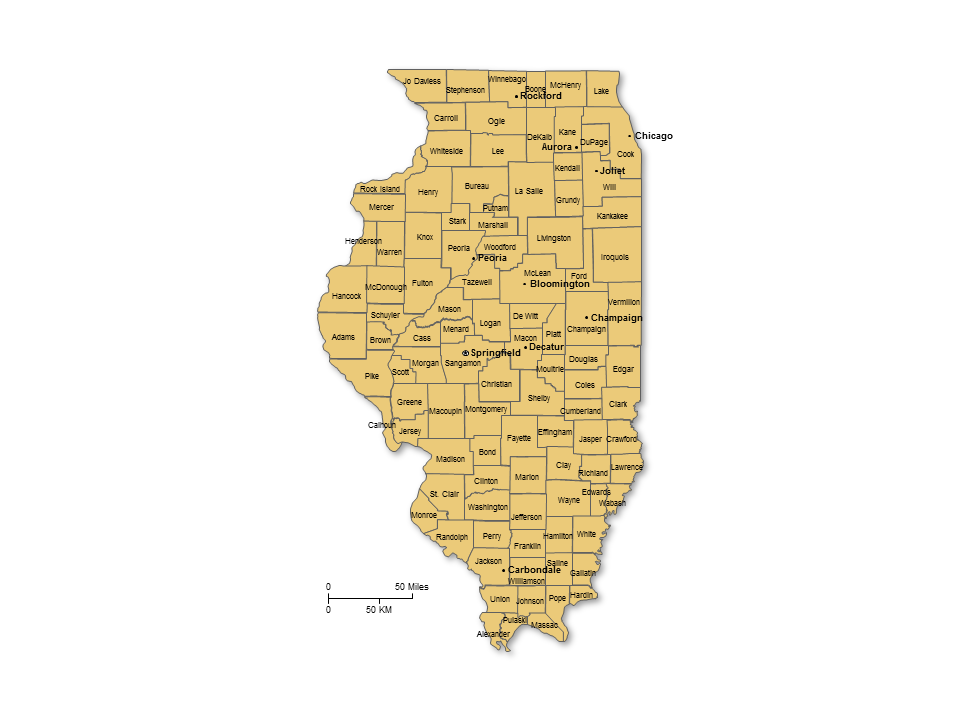 Jo Daviess
Stephenson
Winnebago
Boone
McHenry
Lake
Rockford
Carroll
Ogle
DeKalb
Kane
DuPage
Chicago
Cook
Aurora
Whiteside
Lee
Kendall
Joliet
Will
Rock Island
Henry
Bureau
La Salle
Grundy
Kankakee
Mercer
Putnam
Stark
Marshall
Henderson
Warren
Knox
Peoria
Woodford
Livingston
Iroquois
Peoria
McLean
Ford
Hancock
McDonough
Fulton
Tazewell
Bloomington
Vermillion
Schuyler
Mason
Logan
De Witt
Champaign
Champaign
Adams
Brown
Cass
Menard
Macon
Piatt
Decatur
Springfield
Sangamon
Morgan
Scott
Pike
Christian
Moultrie
Douglas
Edgar
Coles
Greene
Macoupin
Montgomery
Shelby
Cumberland
Clark
Calhoun
Jersey
Fayette
Effingham
Jasper
Crawford
Madison
Bond
Clay
Richland
Lawrence
Clinton
Marion
St. Clair
Edwards
Wabash
Wayne
Monroe
Washington
Jefferson
Randolph
Perry
Franklin
Hamilton
White
Jackson
Carbondale
Williamson
Saline
Gallatin
Union
Johnson
Pope
Hardin
Alexander
Pulaski
Massac
0 50 Miles
0 50 KM